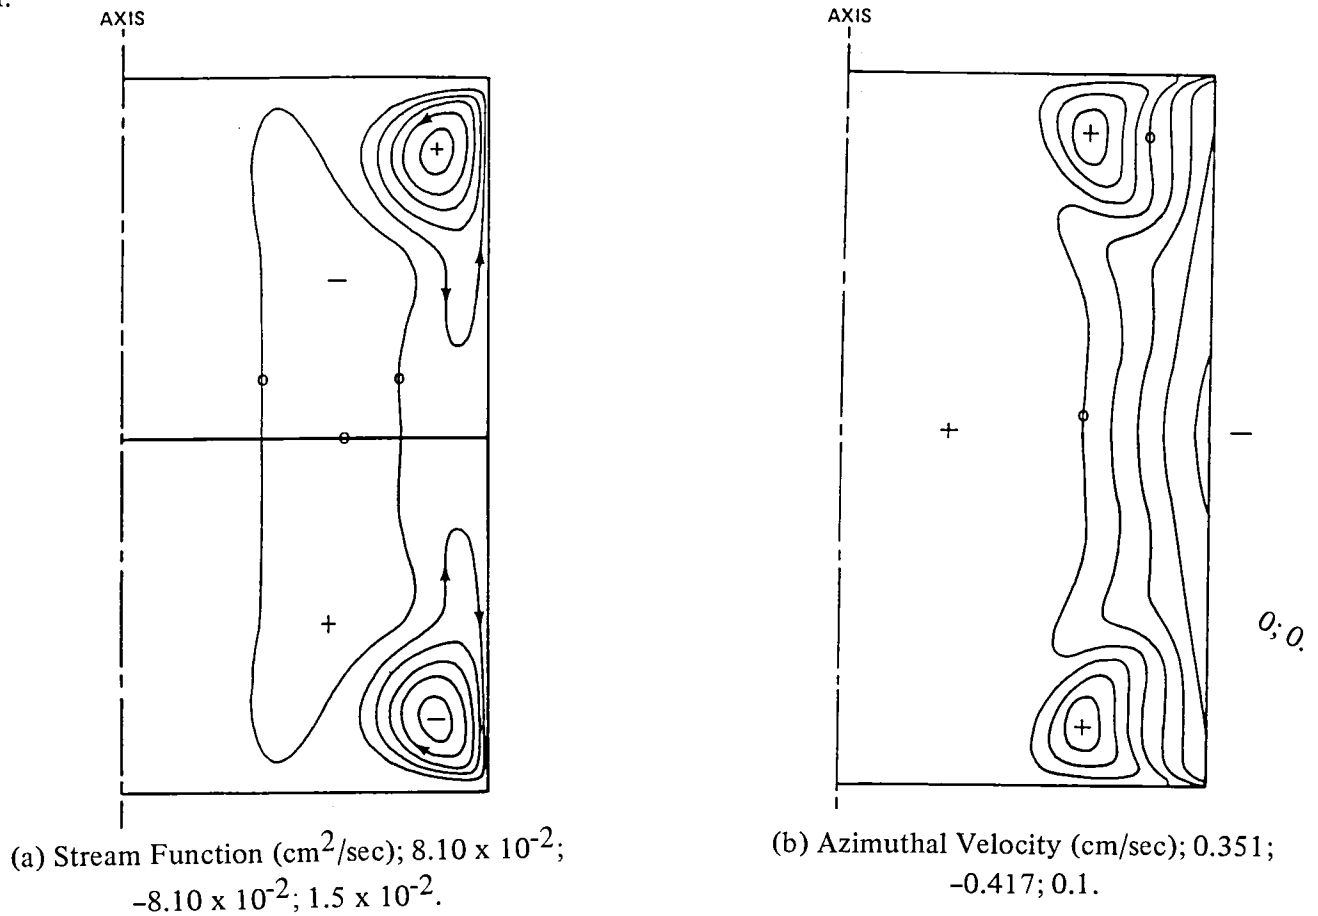 AXIS
AXIS
+
+
o
−
−
o
o
o
+
o
+
−
+
0; 0.
(a) Stream Function (cm²/sec); 8.10 x 10⁻²;
−8.10 x 10⁻²; 1.5 x 10⁻².
(b) Azimuthal Velocity (cm/sec); 0.351;
−0.417; 0.1.